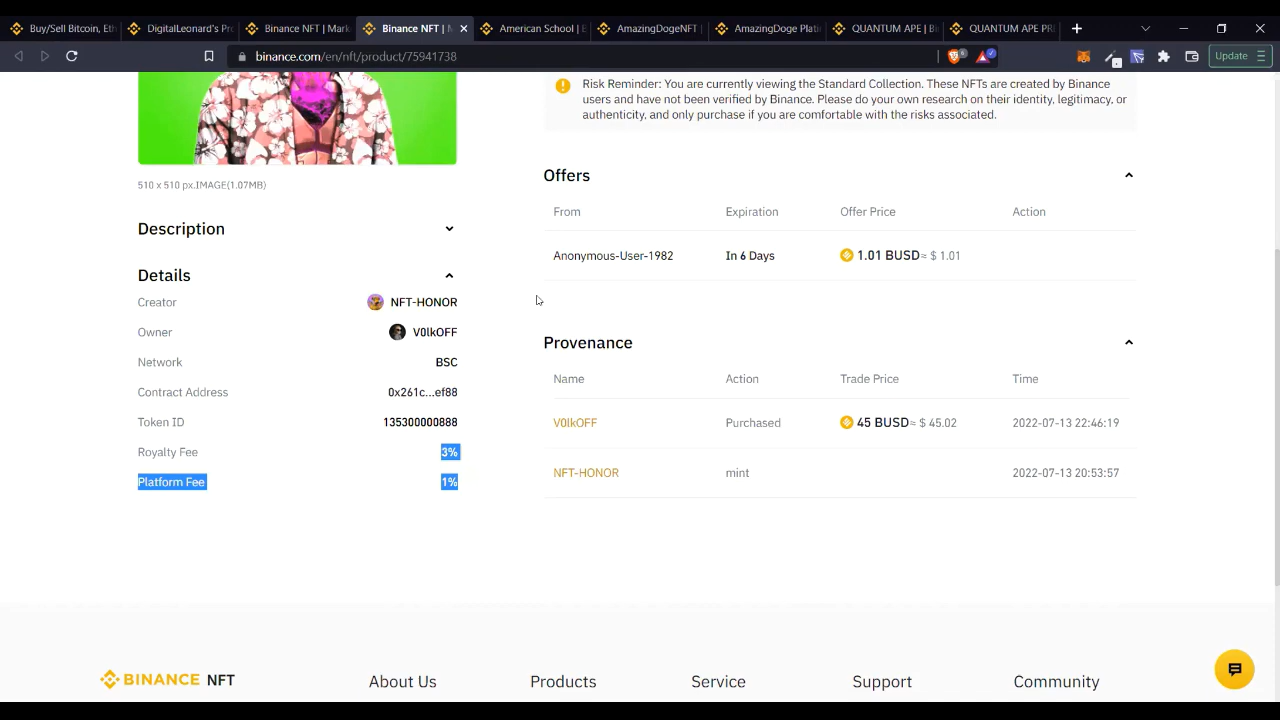 Buy/Sell Bitcoin, Eth
DigitalLeonard's Pr
Binance NFT | Mark
Binance NFT | M
American School | B
AmazingDogeNFT |
AmazingDoge Plati
QUANTUM APE | Bi
QUANTUM APE PR
binance.com/en/nft/product/75941738
Update
Risk Reminder: You are currently viewing the Standard Collection. These NFTs are created by Binance
users and have not been verified by Binance. Please do your own research on their identity, legitimacy, or
authenticity, and only purchase if you are comfortable with the risks associated.
510 x 510 px.IMAGE(1.07MB)
Description
Details
Creator NFT-HONOR
Owner V0lkOFF
Network BSC
Contract Address 0x261c...ef88
Token ID 135300000888
Royalty Fee 3%
Platform Fee 1%
Offers
From Expiration Offer Price Action
Anonymous-User-1982 In 6 Days 1.01 BUSD≈ $ 1.01
Provenance
Name Action Trade Price Time
V0lkOFF Purchased 45 BUSD≈ $ 45.02 2022-07-13 22:46:19
NFT-HONOR mint 2022-07-13 20:53:57
BINANCE NFT
About Us Products Service Support Community